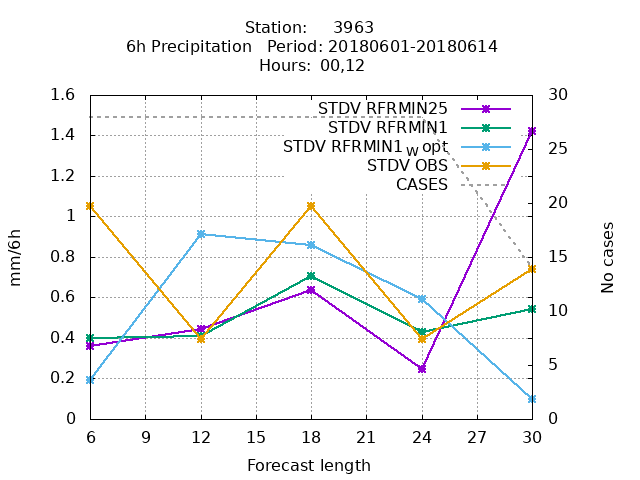 Station: 3963
6h Precipitation Period: 20180601-20180614
Hours: 00,12
STDV RFRMIN25
STDV RFRMIN1
STDV RFRMIN1_W opt
STDV OBS
CASES
1.6
1.4
1.2
1
0.8
0.6
0.4
0.2
0
30
25
20
15
10
5
0
mm/6h
No cases
6 9 12 15 18 21 24 27 30
Forecast length